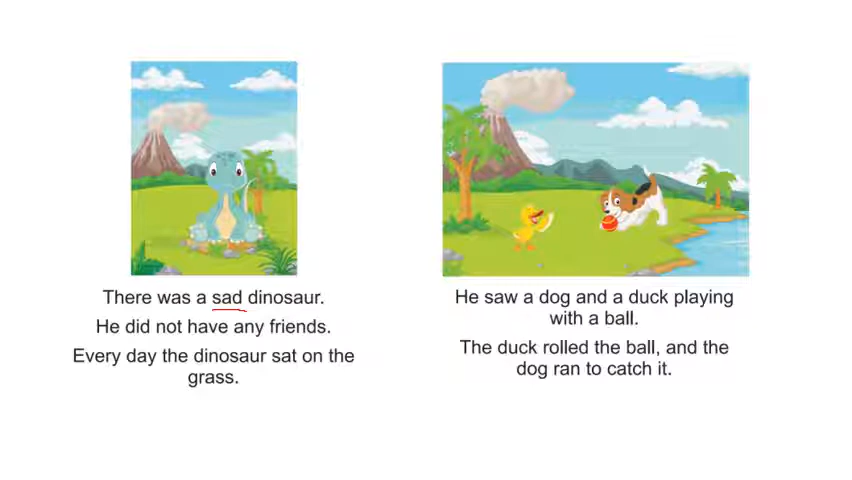 There was a sad dinosaur.
He did not have any friends.
Every day the dinosaur sat on the
grass.
He saw a dog and a duck playing
with a ball.
The duck rolled the ball, and the
dog ran to catch it.